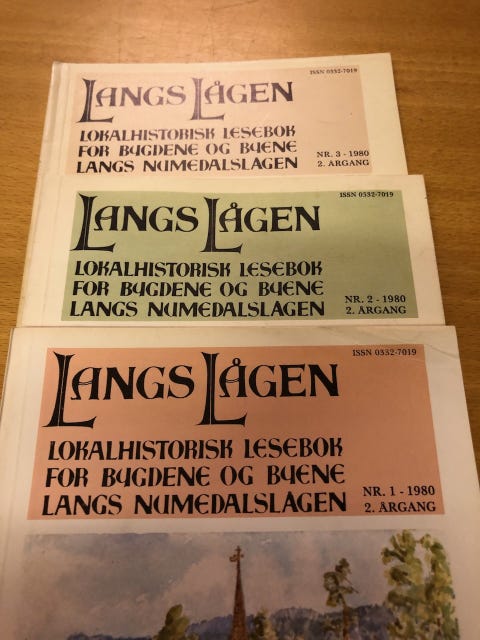 ISSN 0332-7019
LANGS LÅGEN
LOKALHISTORISK LESEBOK
FOR BYGDENE OG BYENE
LANGS NUMEDALSLÅGEN
NR. 3 - 1980
2. ÅRGANG
ISSN 0332-7019
LANGS LÅGEN
LOKALHISTORISK LESEBOK
FOR BYGDENE OG BYENE
LANGS NUMEDALSLÅGEN
NR. 2 - 1980
2. ÅRGANG
ISSN 0332-7019
LANGS LÅGEN
LOKALHISTORISK LESEBOK
FOR BYGDENE OG BYENE
LANGS NUMEDALSLÅGEN
NR. 1 - 1980
2. ÅRGANG